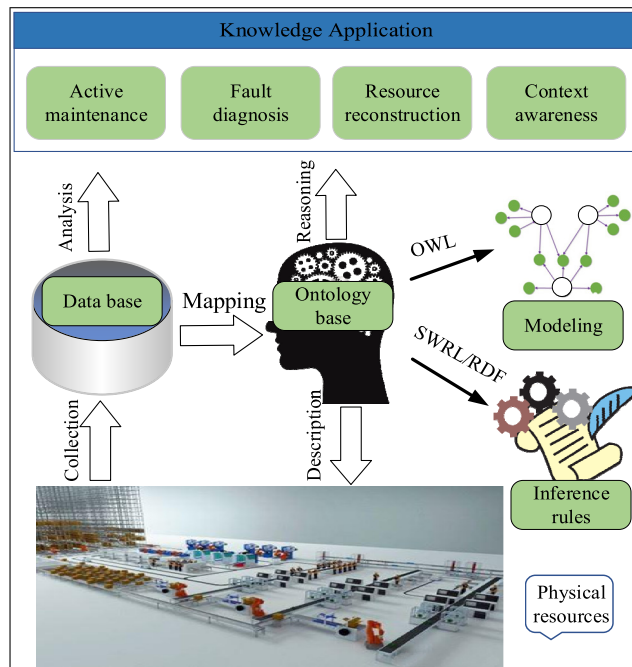 Knowledge Application
Active
maintenance
Fault
diagnosis
Resource
reconstruction
Context
awareness
Analysis
Reasoning
OWL
Data base
Mapping
Ontology
base
Modeling
SWRL/RDF
Collection
Description
Inference
rules
Physical
resources